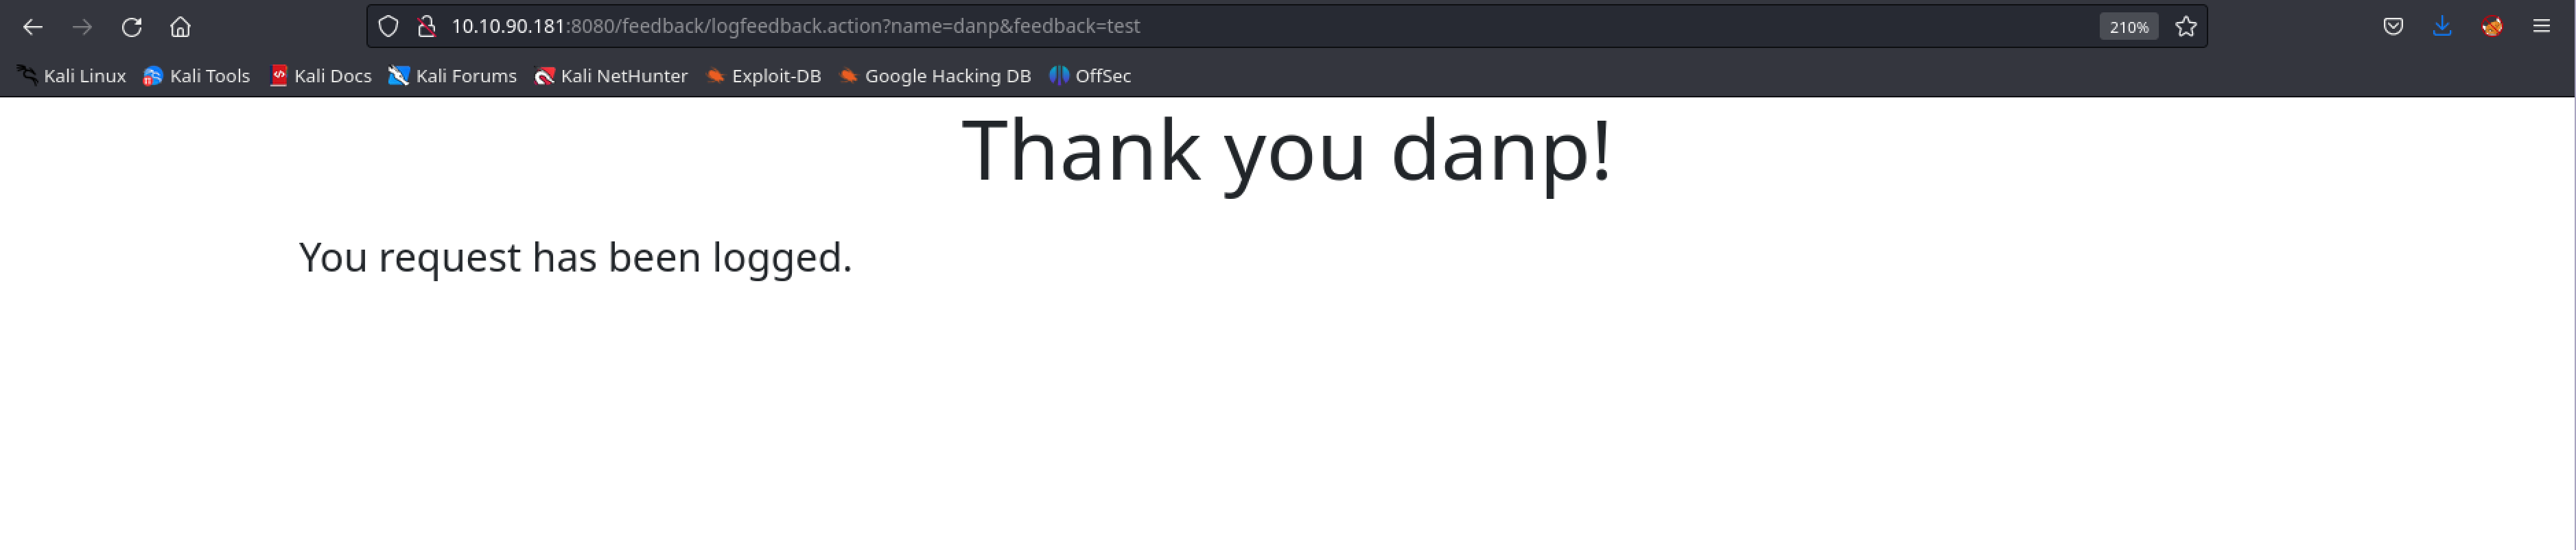 10.10.90.181:8080/feedback/logfeedback.action?name=danp&feedback=test 210%
Kali Linux Kali Tools Kali Docs Kali Forums Kali NetHunter Exploit-DB Google Hacking DB OffSec
Thank you danp!
You request has been logged.